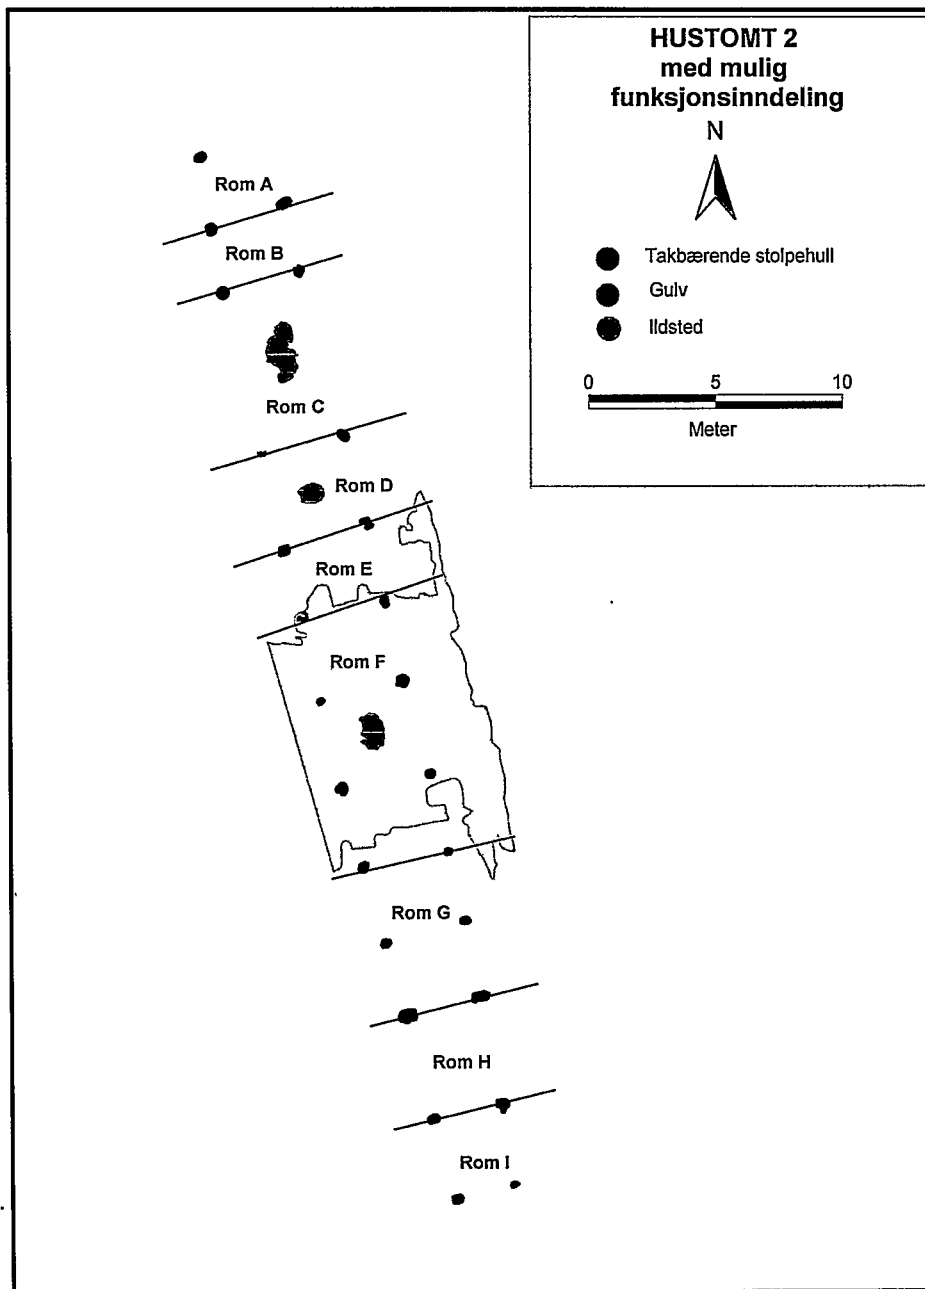 HUSTOMT 2
med mulig
funksjonsinndeling
N
Takbærende stolpehull
Gulv
Ildsted
0 5 10
Meter
Rom A
Rom B
Rom C
Rom D
Rom E
Rom F
Rom G
Rom H
Rom I